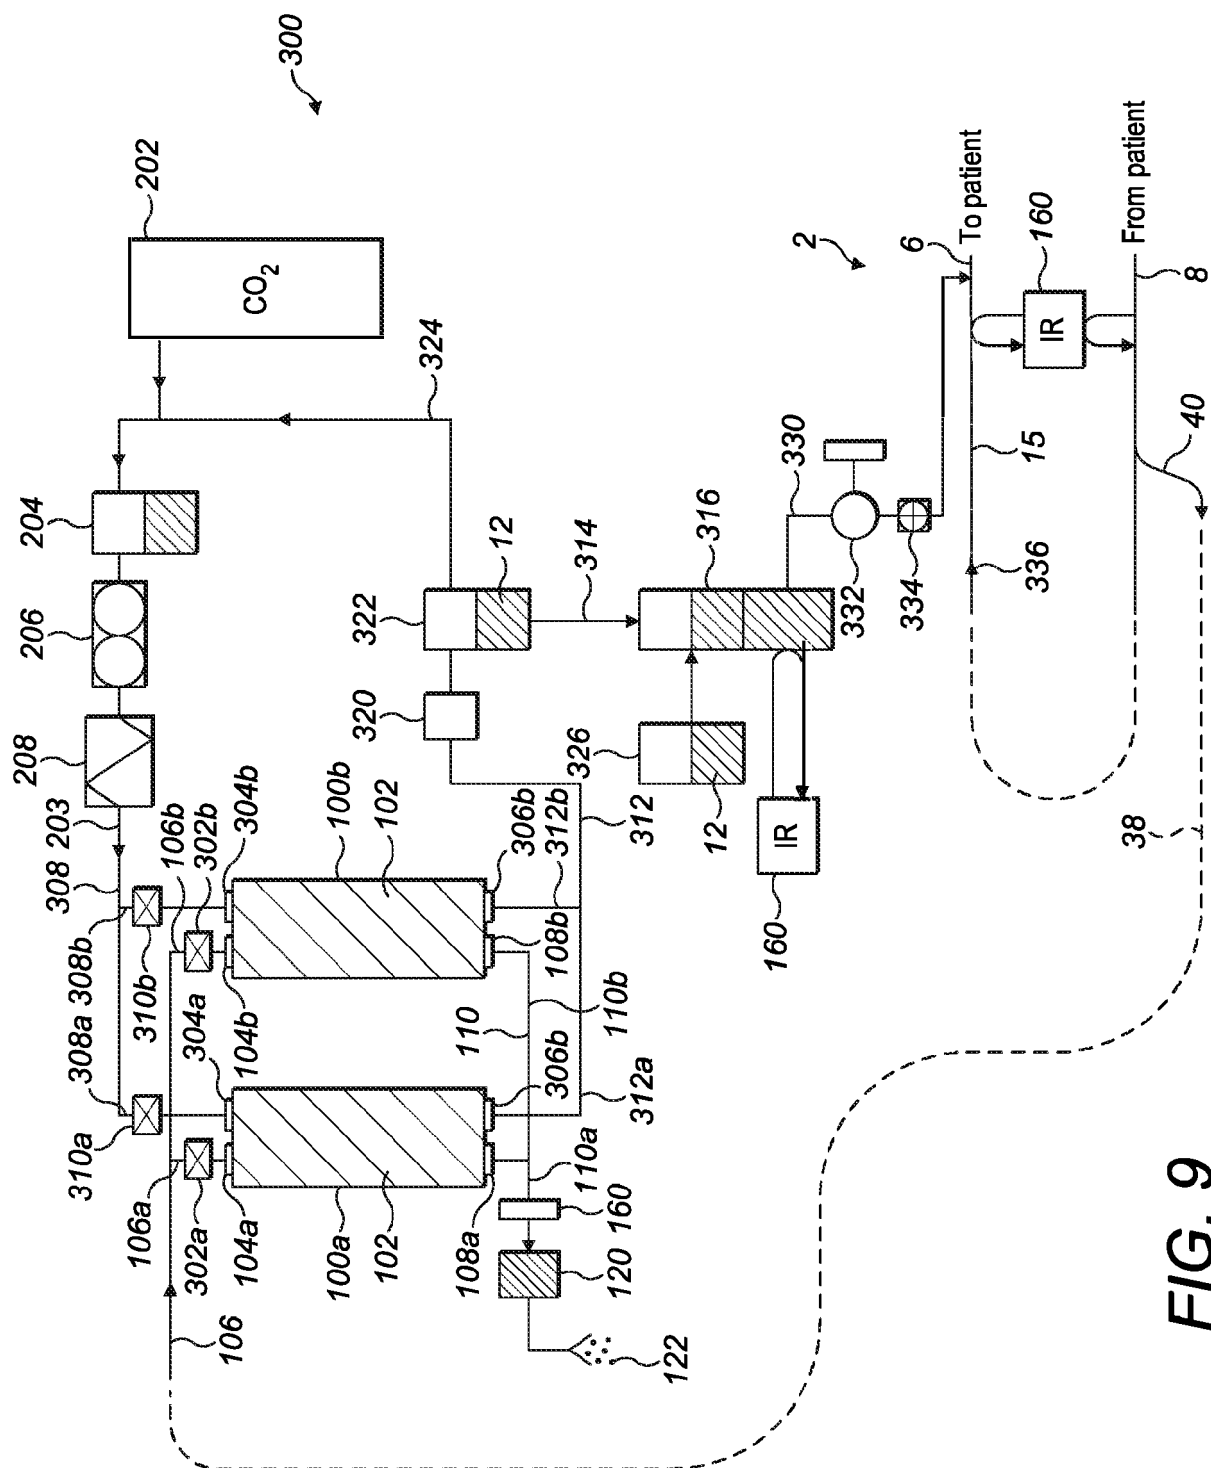 300
202
CO2
324
204
206
208
203
308
308b
308a
310b
310a
106b
302b
106a
302a
304b
304a
104b
104a
106
100b
102
100a
102
306b
108b
312b
312
110
110b
306b
312a
108a
110a
160
120
122
320
322
12
314
326
12
316
IR
160
330
332
334
2
6
To patient
160
IR
From patient
8
15
336
40
38
FIG. 9